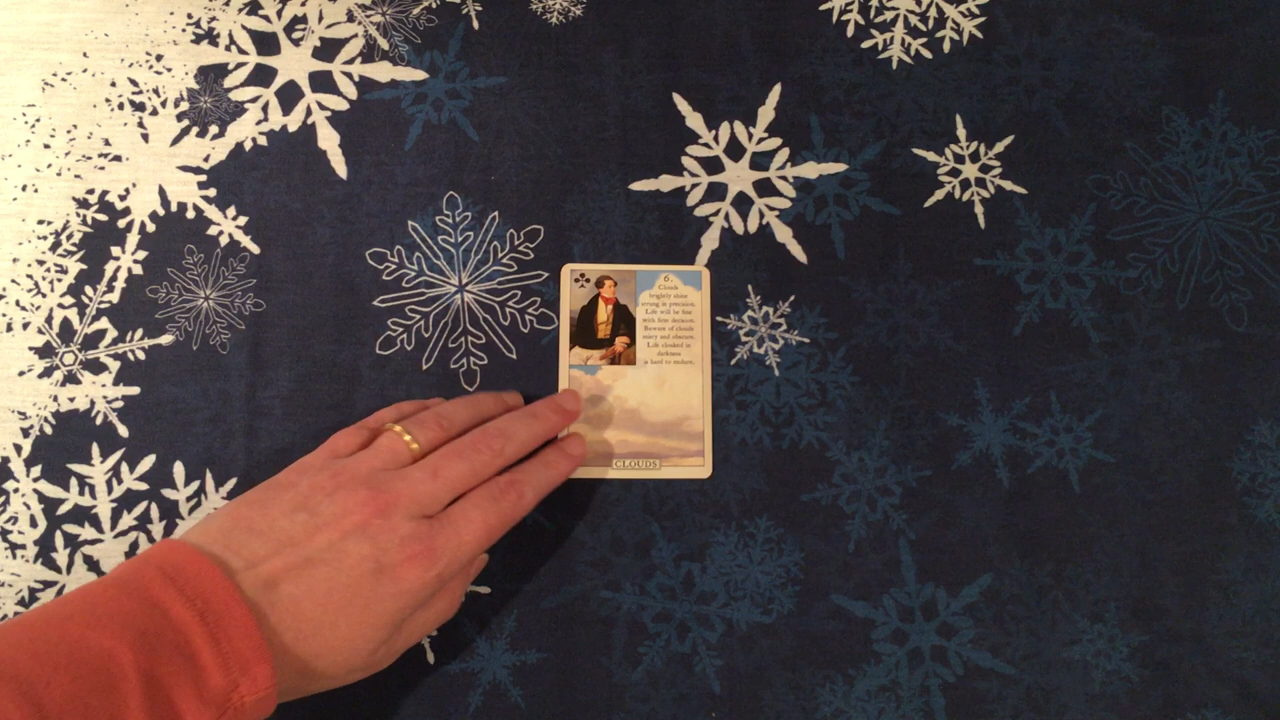 6.
Clouds
brightly shine
strung in precision.
Life will be fine
with firm decision.
Beware of clouds
misty and obscure.
Life cloaked in
darkness
is hard to endure.
CLOUDS